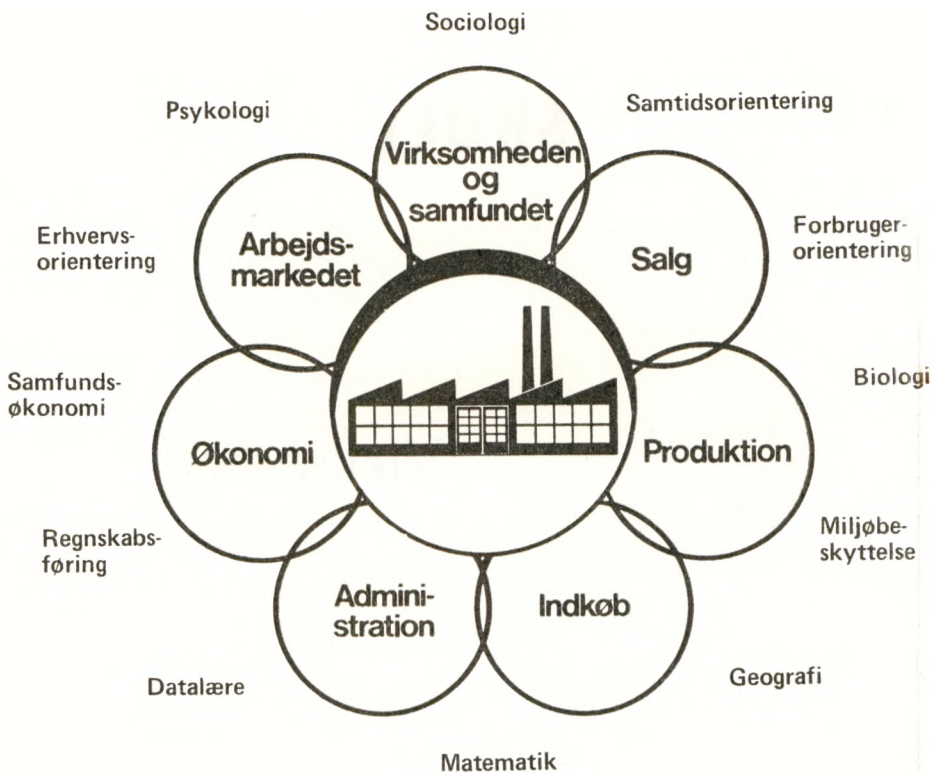 Sociologi
Psykologi
Samtidsorientering
Virksomheden
og
samfundet
Erhvervs-
orientering
Arbejds-
markedet
Salg
Forbruger-
orientering
Samfunds-
økonomi
Biologi
Økonomi
Produktion
Regnskabs-
føring
Miljøbe-
skyttelse
Admini-
stration
Indkøb
Datalære
Geografi
Matematik